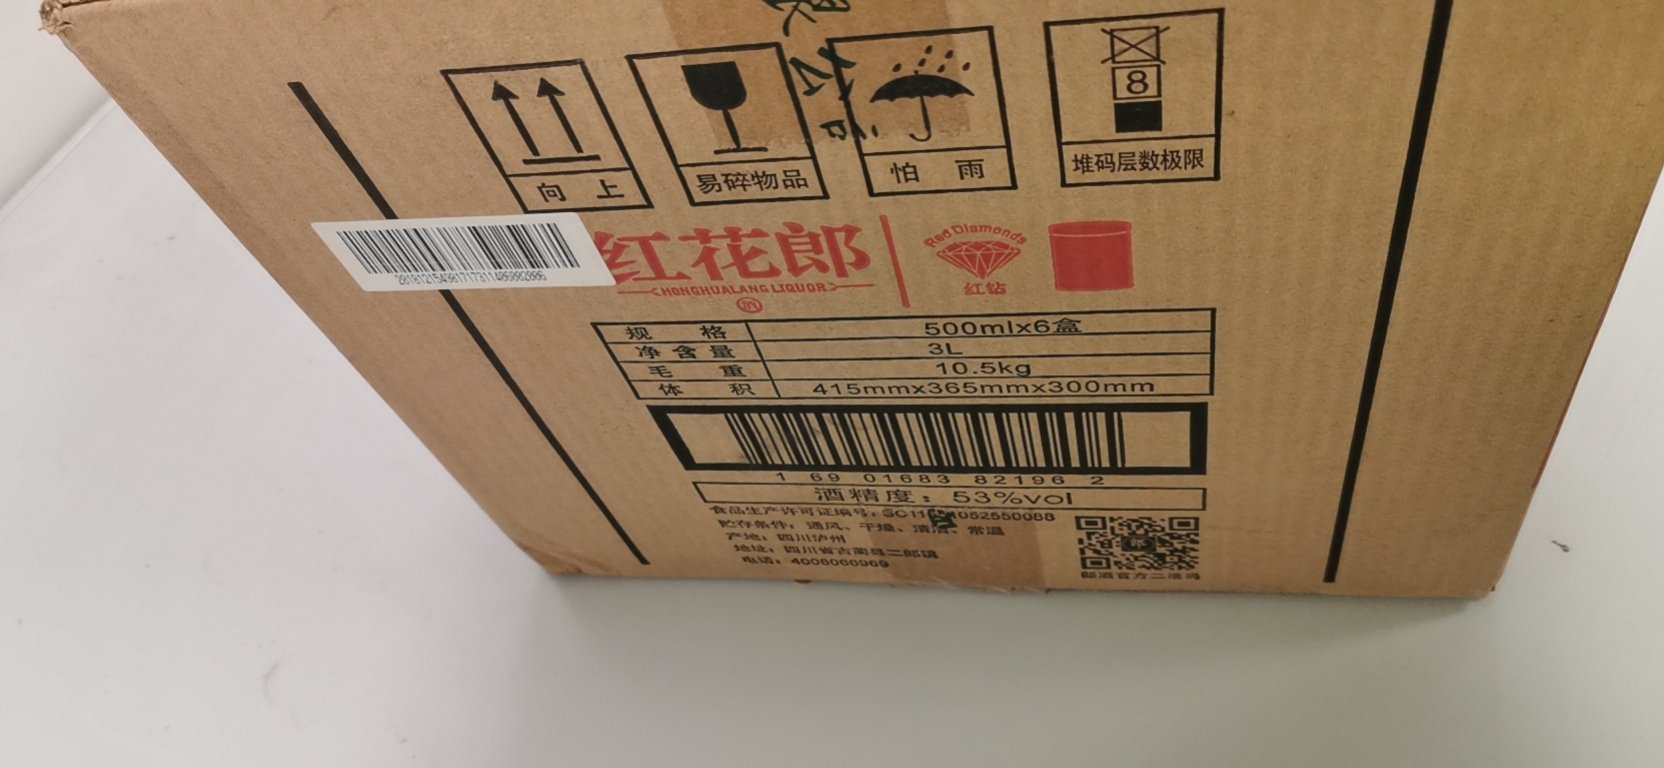 向 上
易碎物品
怕 雨
8
堆码层数极限
红花郎
HONGHUALANG LIQUOR
Red Diamonds
红钻
规 格 500mlx6盒
净含量 3L
毛 重 10.5kg
体 积 415mmx365mmx300mm
1 69 01683 82196 2
酒精度：53%vol
食品生产许可证编号：
贮存条件：通风、干燥、清洁、常温
产地：四川泸州
地址：四川省古蔺县二郎镇
电话：4008066969
郎酒官方二维码